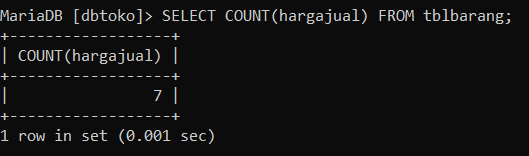 MariaDB [dbtoko]> SELECT COUNT(hargajual) FROM tblbarang;
+------------------+
| COUNT(hargajual) |
+------------------+
|                7 |
+------------------+
1 row in set (0.001 sec)